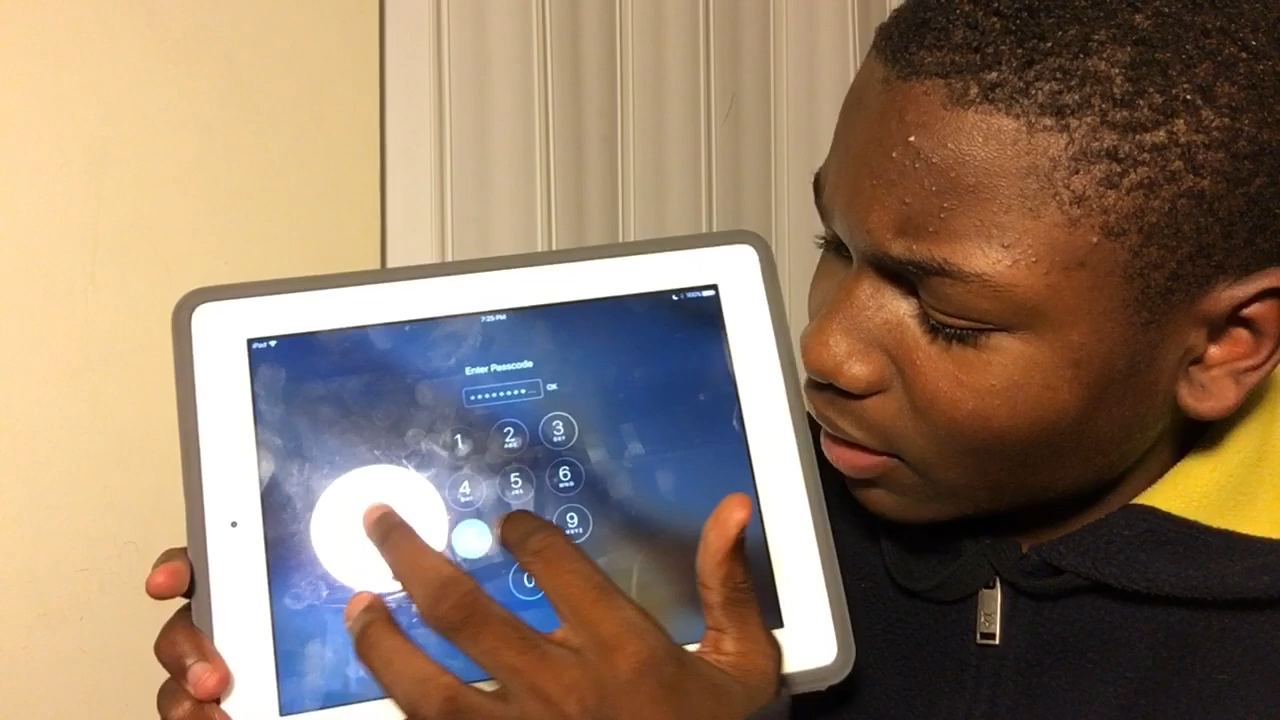 7:25 PM
100%
iPad
Enter Passcode
OK
1 2 3
ABC DEF
4 5 6
GHI JKL MNO
9
WXYZ
0